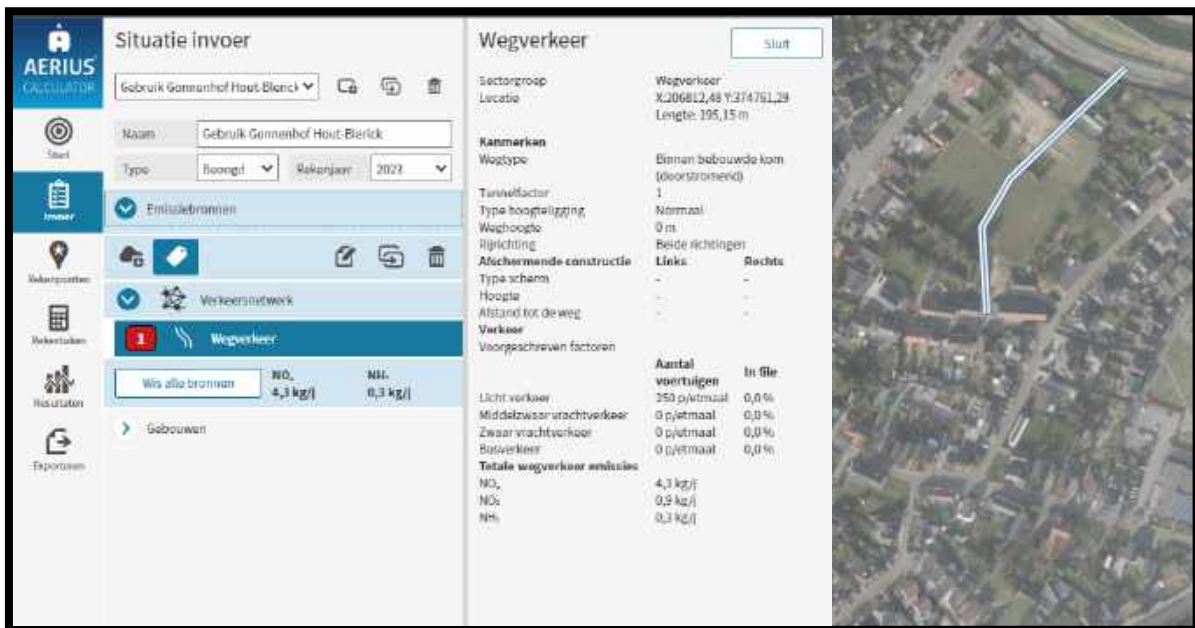 AERIUS
CALCULATOR
Start
Invoer
Rekenpunten
Rekentaken
Resultaten
Exporteren
Situatie invoer
Gebruik Gonnenhof Hout-Blerick
Naam Gebruik Gonnenhof Hout-Blerick
Type Beoogd Rekenjaar 2023
Emissiebronnen
Verkeersnetwerk
1 Wegverkeer
Wis alle bronnen NOₓ NH₃
4,3 kg/j 0,3 kg/j
Gebouwen
Wegverkeer Sluit
Sectorgroep Wegverkeer
Locatie X:206812,48 Y:374761,29
Lengte: 195,15 m
Kenmerken
Wegtype Binnen bebouwde kom
(doorstromend)
Tunnelfactor 1
Type hoogteligging Normaal
Weghoogte 0 m
Rijrichting Beide richtingen
Afschermende constructie Links Rechts
Type scherm - -
Hoogte - -
Afstand tot de weg - -
Verkeer
Voorgeschreven factoren
Aantal
voertuigen In file
Licht verkeer 250 p/etmaal 0,0 %
Middelzwaar vrachtverkeer 0 p/etmaal 0,0 %
Zwaar vrachtverkeer 0 p/etmaal 0,0 %
Busverkeer 0 p/etmaal 0,0 %
Totale wegverkeer emissies
NOₓ 4,3 kg/j
NO₂ 0,9 kg/j
NH₃ 0,3 kg/j